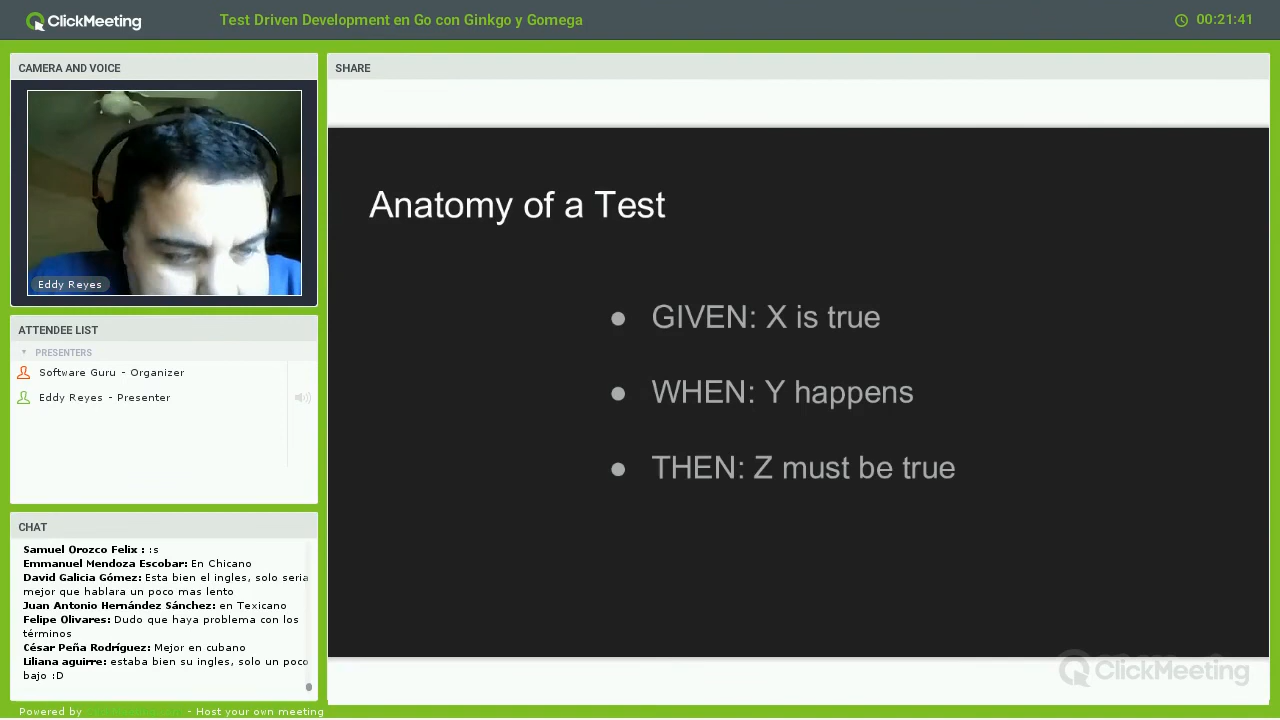 ClickMeeting
Test Driven Development en Go con Ginkgo y Gomega
00:21:41
CAMERA AND VOICE
Eddy Reyes
ATTENDEE LIST
PRESENTERS
Software Guru - Organizer
Eddy Reyes - Presenter
CHAT
Samuel Orozco Felix : :s
Emmanuel Mendoza Escobar: En Chicano
David Galicia Gómez: Esta bien el ingles, solo seria
mejor que hablara un poco mas lento
Juan Antonio Hernández Sánchez: en Texicano
Felipe Olivares: Dudo que haya problema con los
términos
César Peña Rodríguez: Mejor en cubano
Liliana aguirre: estaba bien su ingles, solo un poco
bajo :D
Powered by - Host your own meeting
SHARE
Anatomy of a Test
● GIVEN: X is true
● WHEN: Y happens
● THEN: Z must be true
ClickMeeting